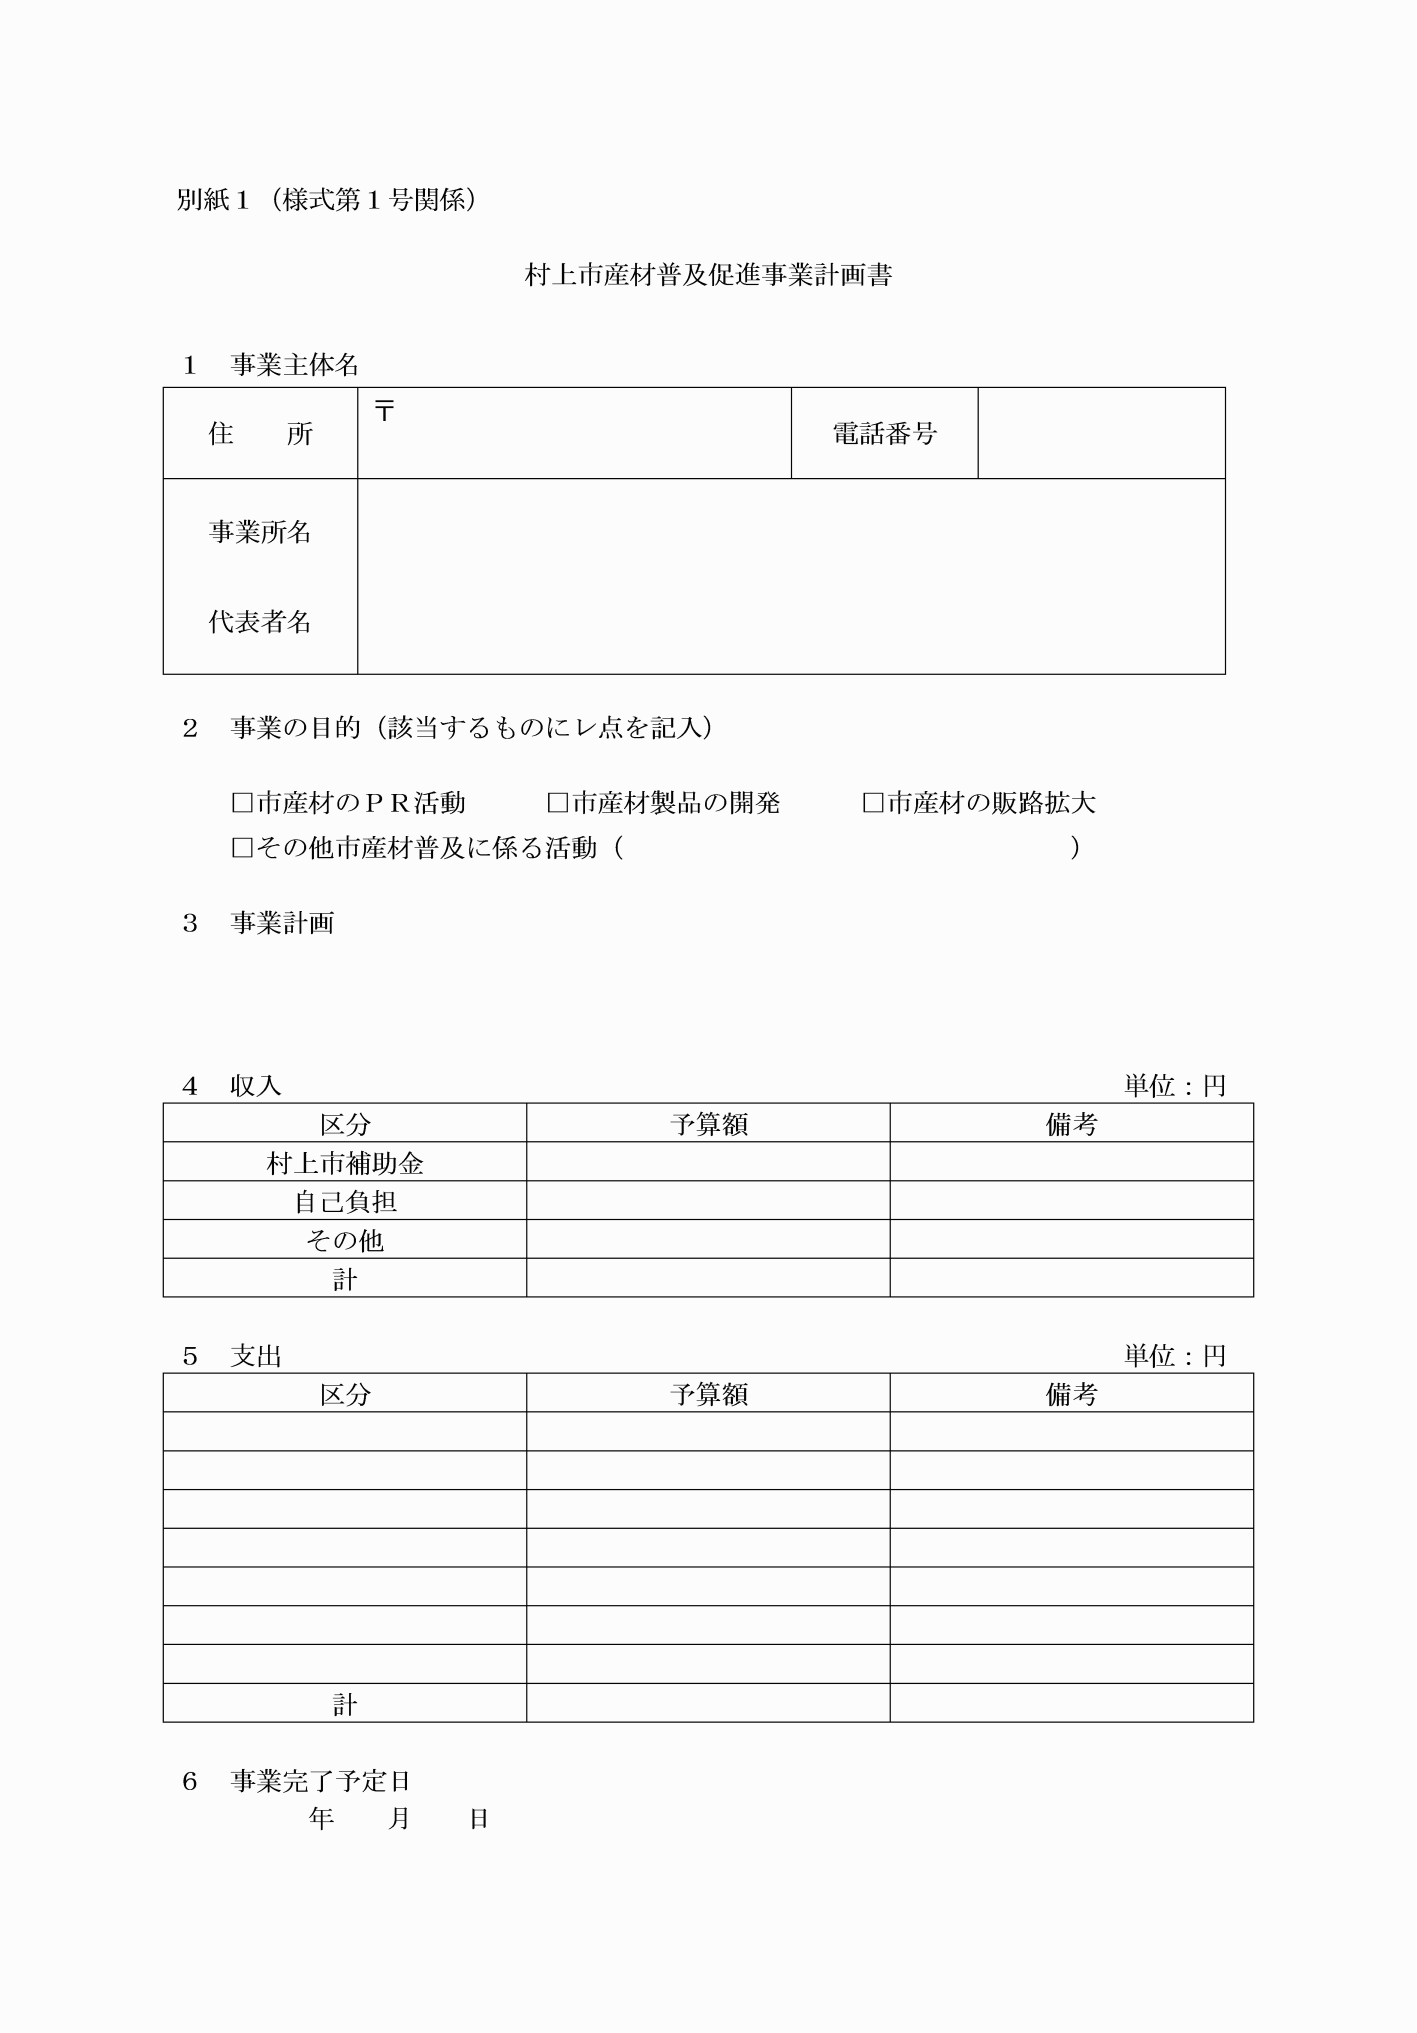 別紙１（様式第１号関係）
村上市産材普及促進事業計画書
１　事業主体名
住　　所　〒　電話番号
事業所名
代表者名
２　事業の目的（該当するものにレ点を記入）
□市産材のＰＲ活動　　　□市産材製品の開発　　　□市産材の販路拡大
□その他市産材普及に係る活動（　　　　　　　　　　　　　　　　　）
３　事業計画
４　収入　単位：円
区分　予算額　備考
村上市補助金
自己負担
その他
計
５　支出　単位：円
区分　予算額　備考
計
６　事業完了予定日
年　　月　　日